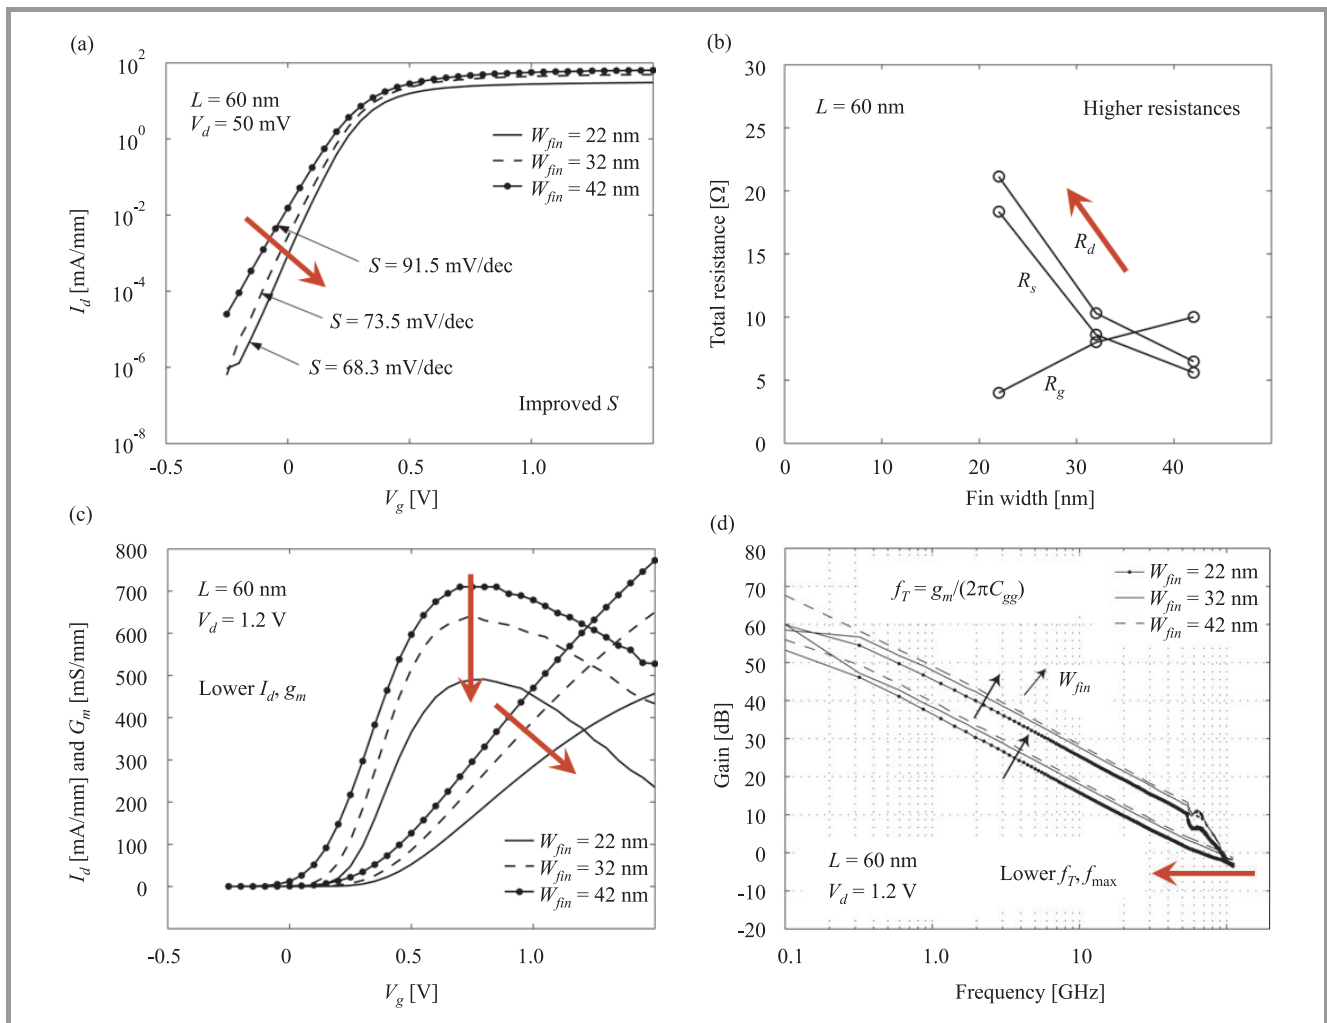 (a)
10^2
10^0
10^-2
10^-4
10^-6
10^-8
I_d [mA/mm]
L = 60 nm
V_d = 50 mV
W_fin = 22 nm
W_fin = 32 nm
W_fin = 42 nm
S = 91.5 mV/dec
S = 73.5 mV/dec
S = 68.3 mV/dec
Improved S
-0.5 0 0.5 1.0
V_g [V]
(b)
30
25
20
15
10
5
0
Total resistance [Ω]
L = 60 nm
Higher resistances
R_d
R_s
R_g
0 10 20 30 40
Fin width [nm]
(c)
800
700
600
500
400
300
200
100
0
I_d [mA/mm] and G_m [mS/mm]
L = 60 nm
V_d = 1.2 V
Lower I_d, g_m
W_fin = 22 nm
W_fin = 32 nm
W_fin = 42 nm
-0.5 0 0.5 1.0
V_g [V]
(d)
80
70
60
50
40
30
20
10
0
-10
-20
Gain [dB]
f_T = g_m/(2πC_gg)
W_fin = 22 nm
W_fin = 32 nm
W_fin = 42 nm
W_fin
L = 60 nm
V_d = 1.2 V
Lower f_T, f_max
0.1 1.0 10
Frequency [GHz]